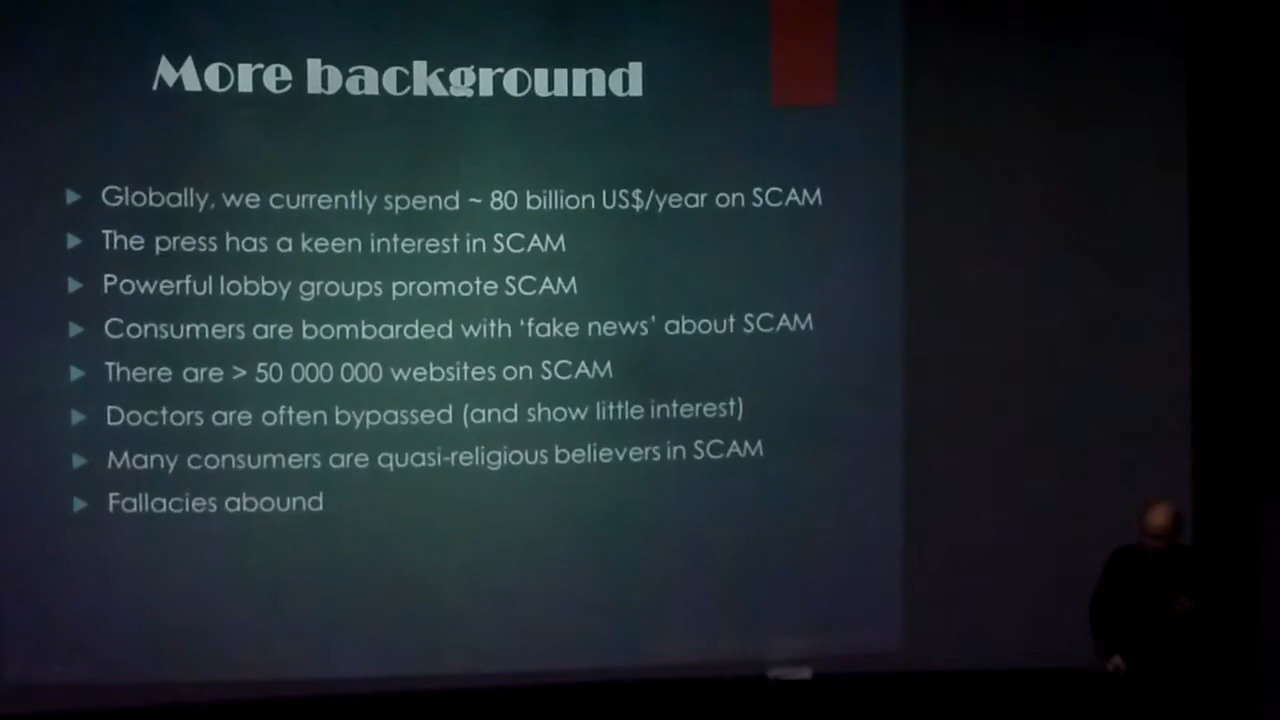 More background
Globally, we currently spend ~ 80 billion US$/year on SCAM
The press has a keen interest in SCAM
Powerful lobby groups promote SCAM
Consumers are bombarded with ‘fake news’ about SCAM
There are > 50 000 000 websites on SCAM
Doctors are often bypassed (and show little interest)
Many consumers are quasi-religious believers in SCAM
Fallacies abound